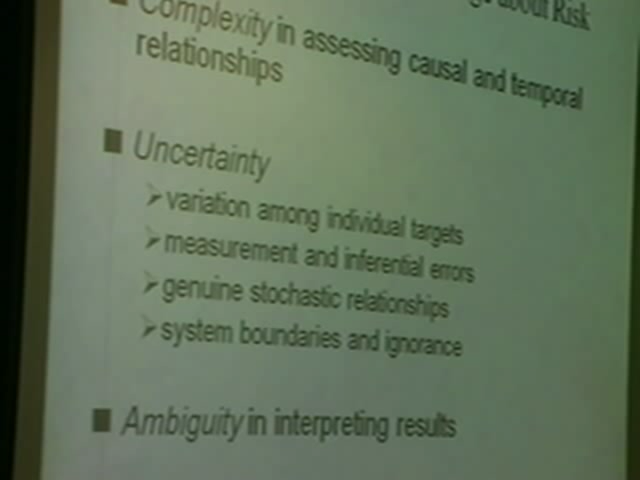 about Risk
Complexity in assessing causal and temporal
relationships
Uncertainty
variation among individual targets
measurement and inferential errors
genuine stochastic relationships
system boundaries and ignorance
Ambiguity in interpreting results